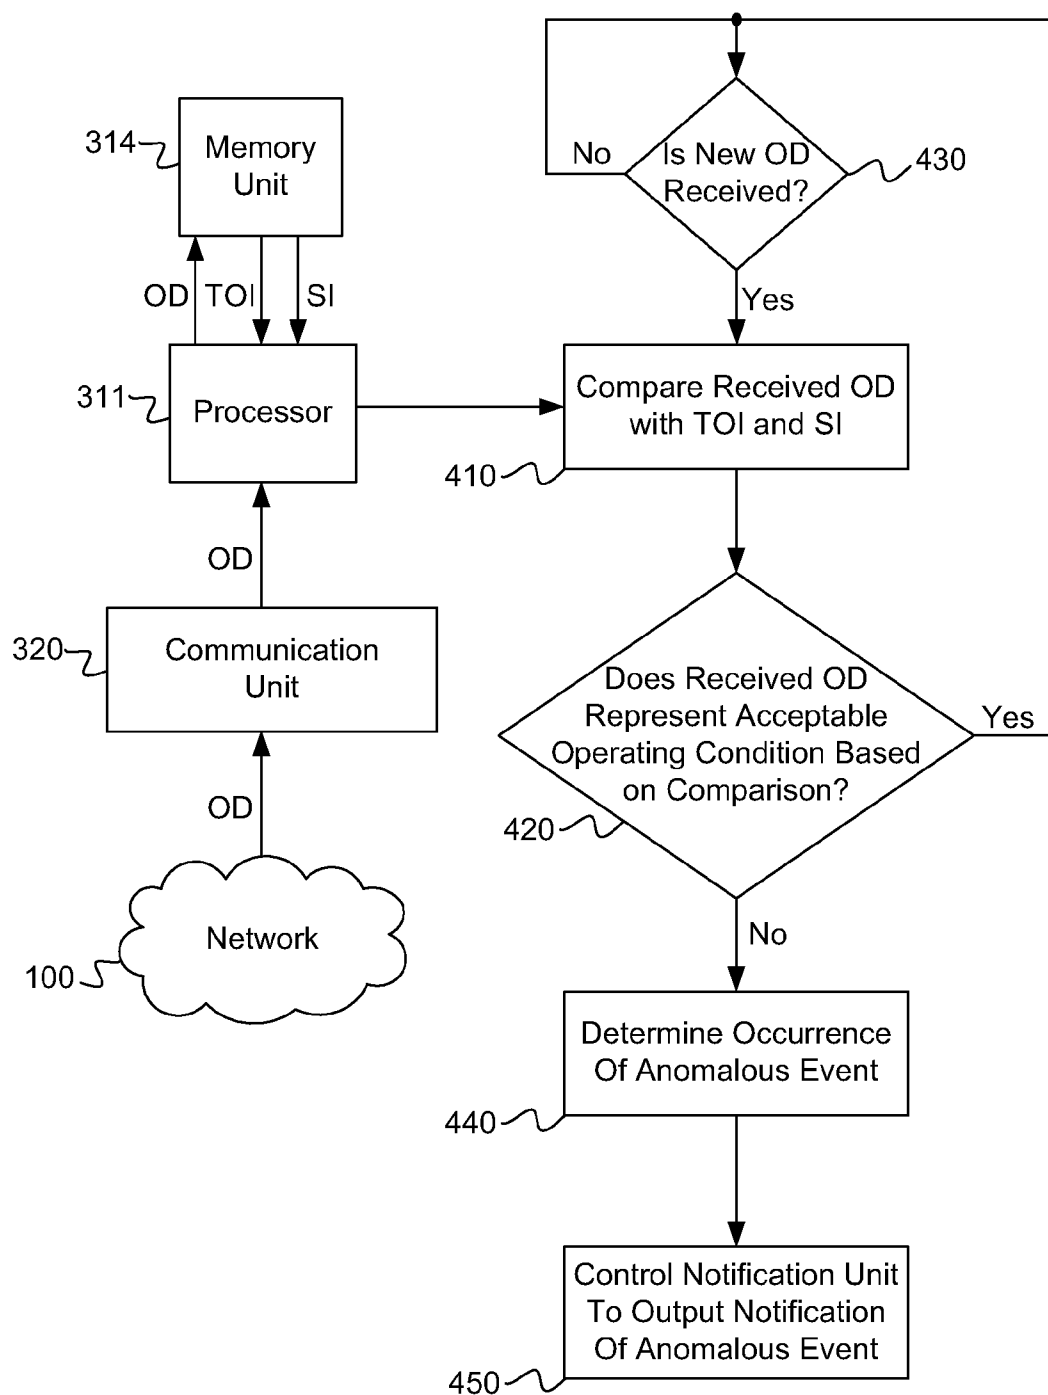 314
Memory
Unit
OD
TOI
SI
311
Processor
OD
320
Communication
Unit
OD
Network
100
No
Is New OD
Received?
430
Yes
Compare Received OD
with TOI and SI
410
Does Received OD
Represent Acceptable
Operating Condition Based
on Comparison?
Yes
420
No
Determine Occurrence
Of Anomalous Event
440
Control Notification Unit
To Output Notification
Of Anomalous Event
450